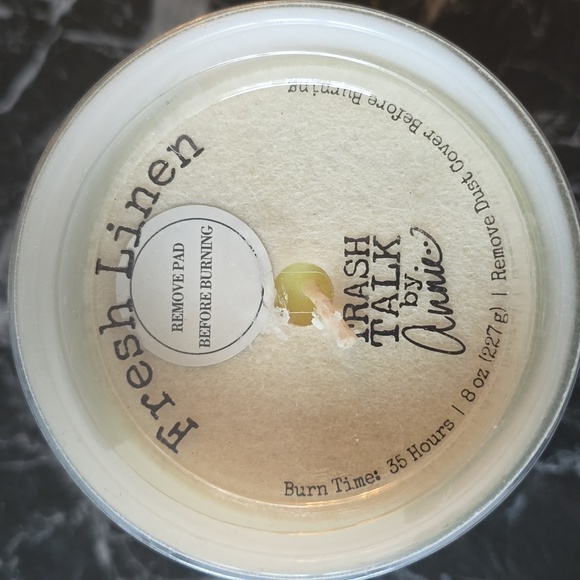 Fresh Linen
REMOVE PAD
BEFORE BURNING
TRASH
TALK
by
Annie
Burn Time: 35 Hours | 8 oz (227g) | Remove Dust Cover Before Burning